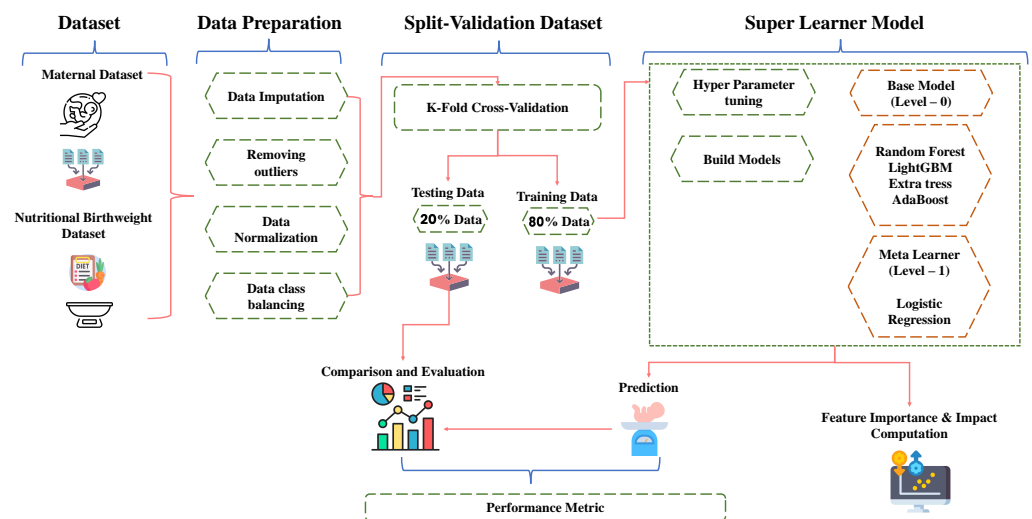 Dataset
Data Preparation
Split-Validation Dataset
Super Learner Model
Maternal Dataset
Nutritional Birthweight
Dataset
DIET
Data Imputation
Removing
outliers
Data
Normalization
Data class
balancing
K-Fold Cross-Validation
Testing Data
20% Data
Training Data
80% Data
Hyper Parameter
tuning
Build Models
Base Model
(Level – 0)
Random Forest
LightGBM
Extra tress
AdaBoost
Meta Learner
(Level – 1)
Logistic
Regression
Comparison and Evaluation
Prediction
Feature Importance & Impact
Computation
Performance Metric